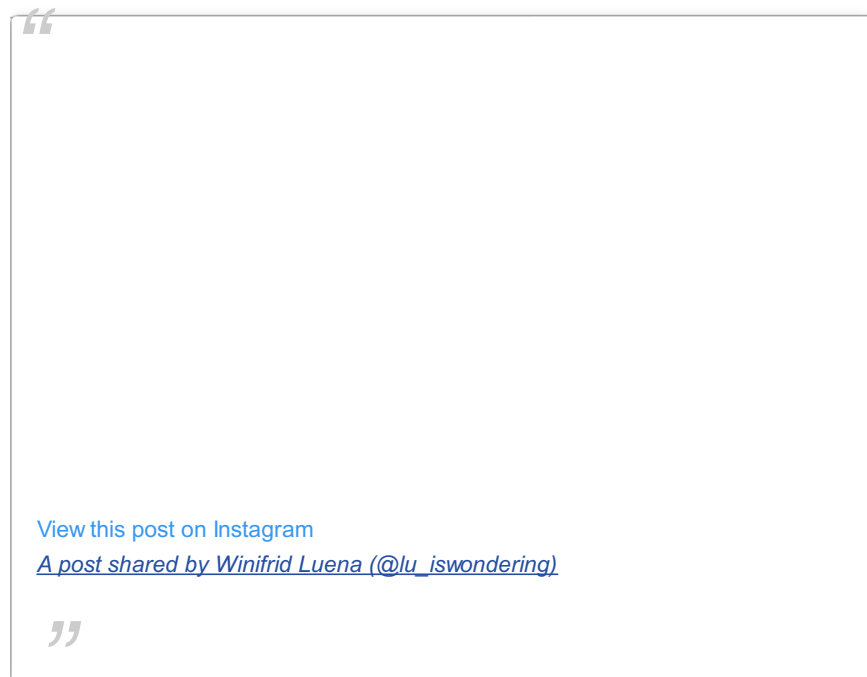 “
View this post on Instagram
A post shared by Winifrid Luena (@lu_iswondering)
”